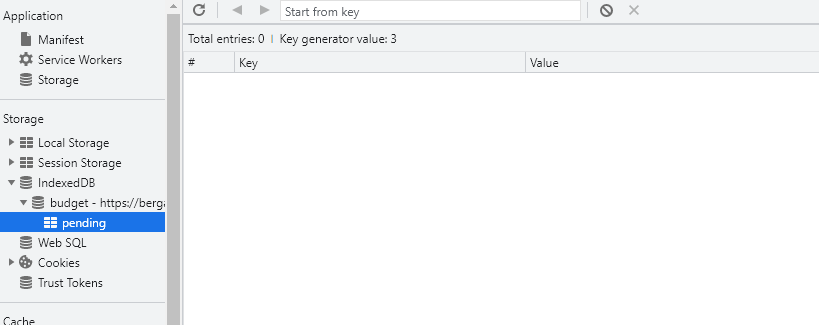 Application
Manifest
Service Workers
Storage
Storage
Local Storage
Session Storage
IndexedDB
budget - https://berga
pending
Web SQL
Cookies
Trust Tokens
Cache
Start from key
Total entries: 0 | Key generator value: 3
# Key Value